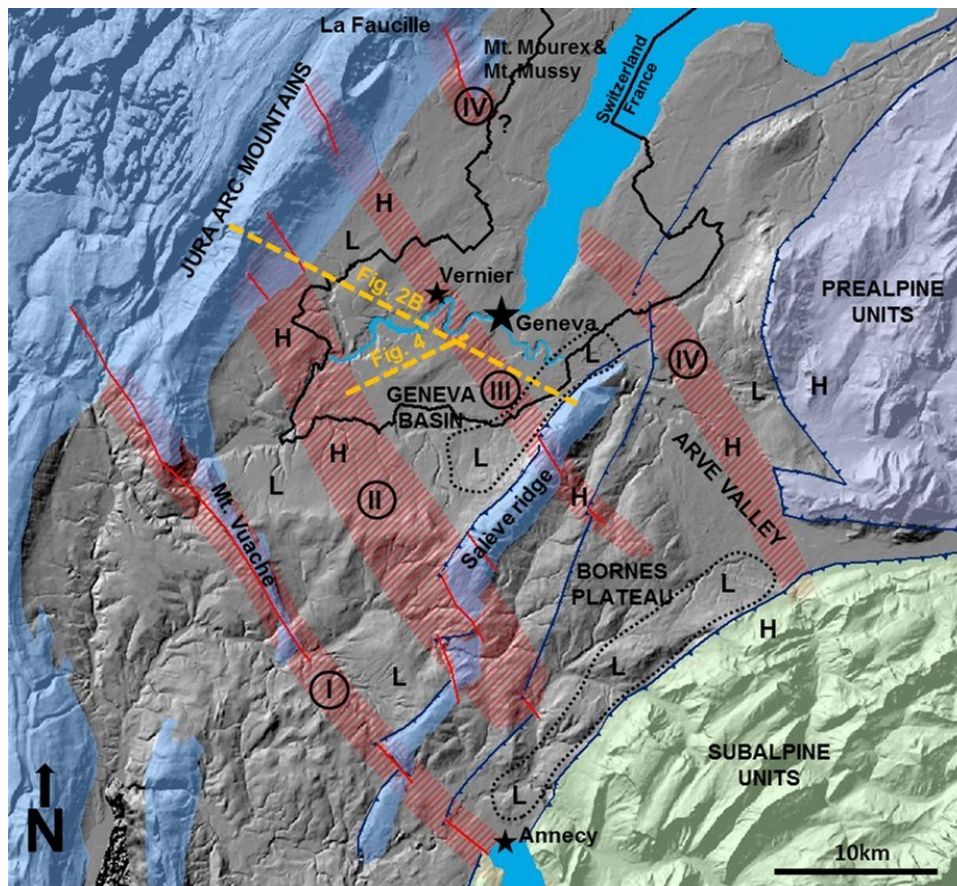 La Faucille
Mt. Mourex &
Mt. Mussy
IV
?
Switzerland
France
JURA ARC MOUNTAINS
H
L
Fig. 2B
Vernier
Geneva
PREALPINE
UNITS
H
Fig. 4
L
IV
GENEVA
BASIN
III
L
H
H
L
L
H
II
ARVE VALLEY
Mt. Vuache
Salève ridge
H
BORNES
PLATEAU
L
H
L
L
I
SUBALPINE
UNITS
L
N
Annecy
10km